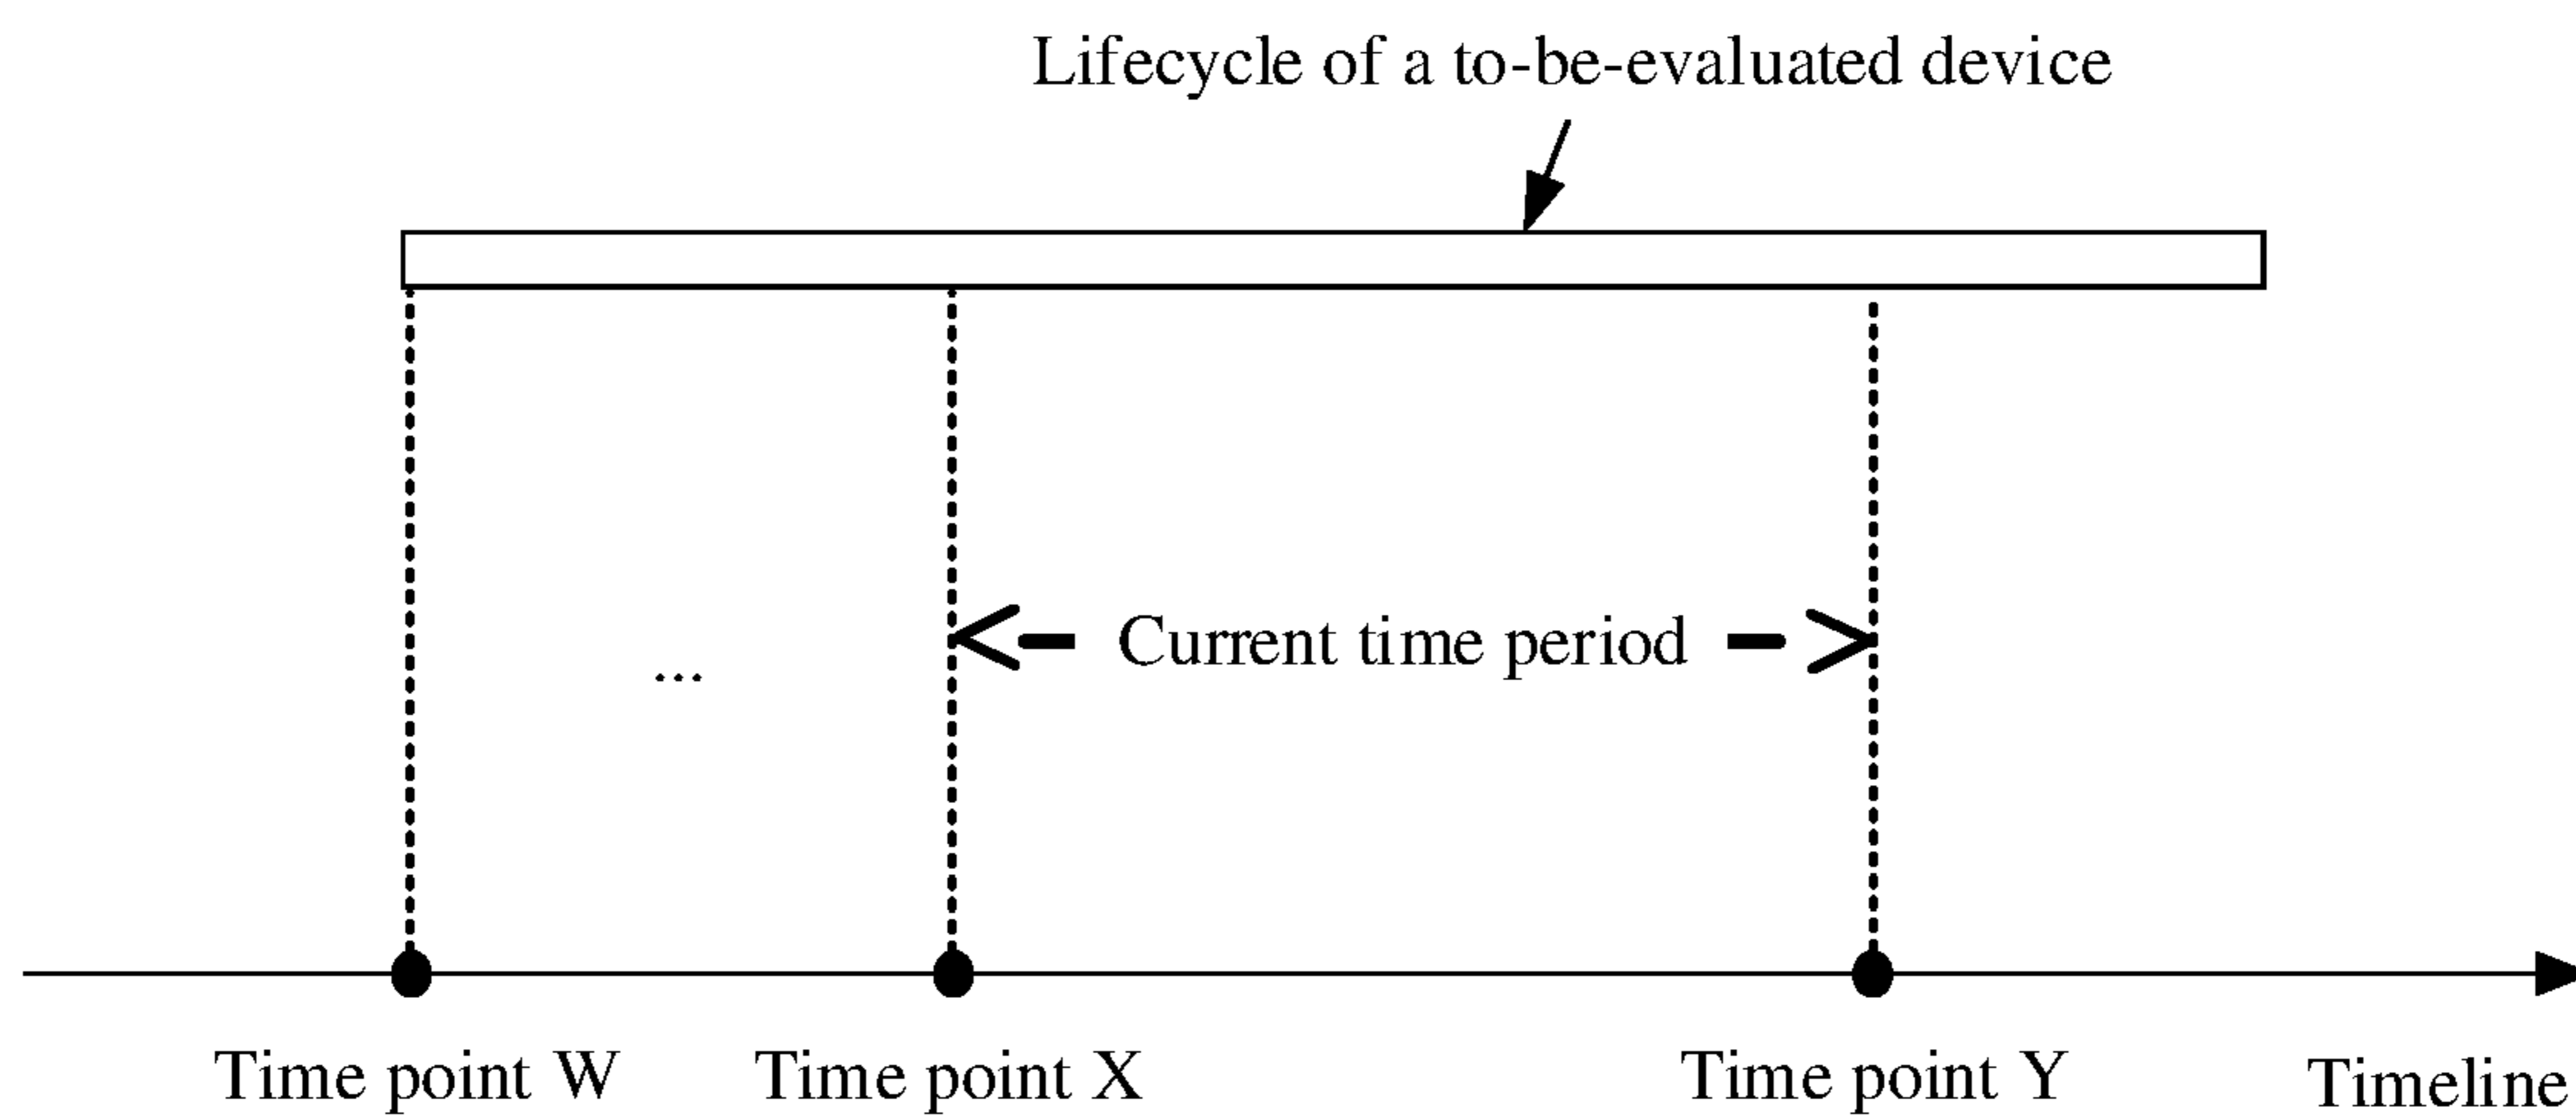 Lifecycle of a to-be-evaluated device
...
Current time period
Time point W
Time point X
Time point Y
Timeline